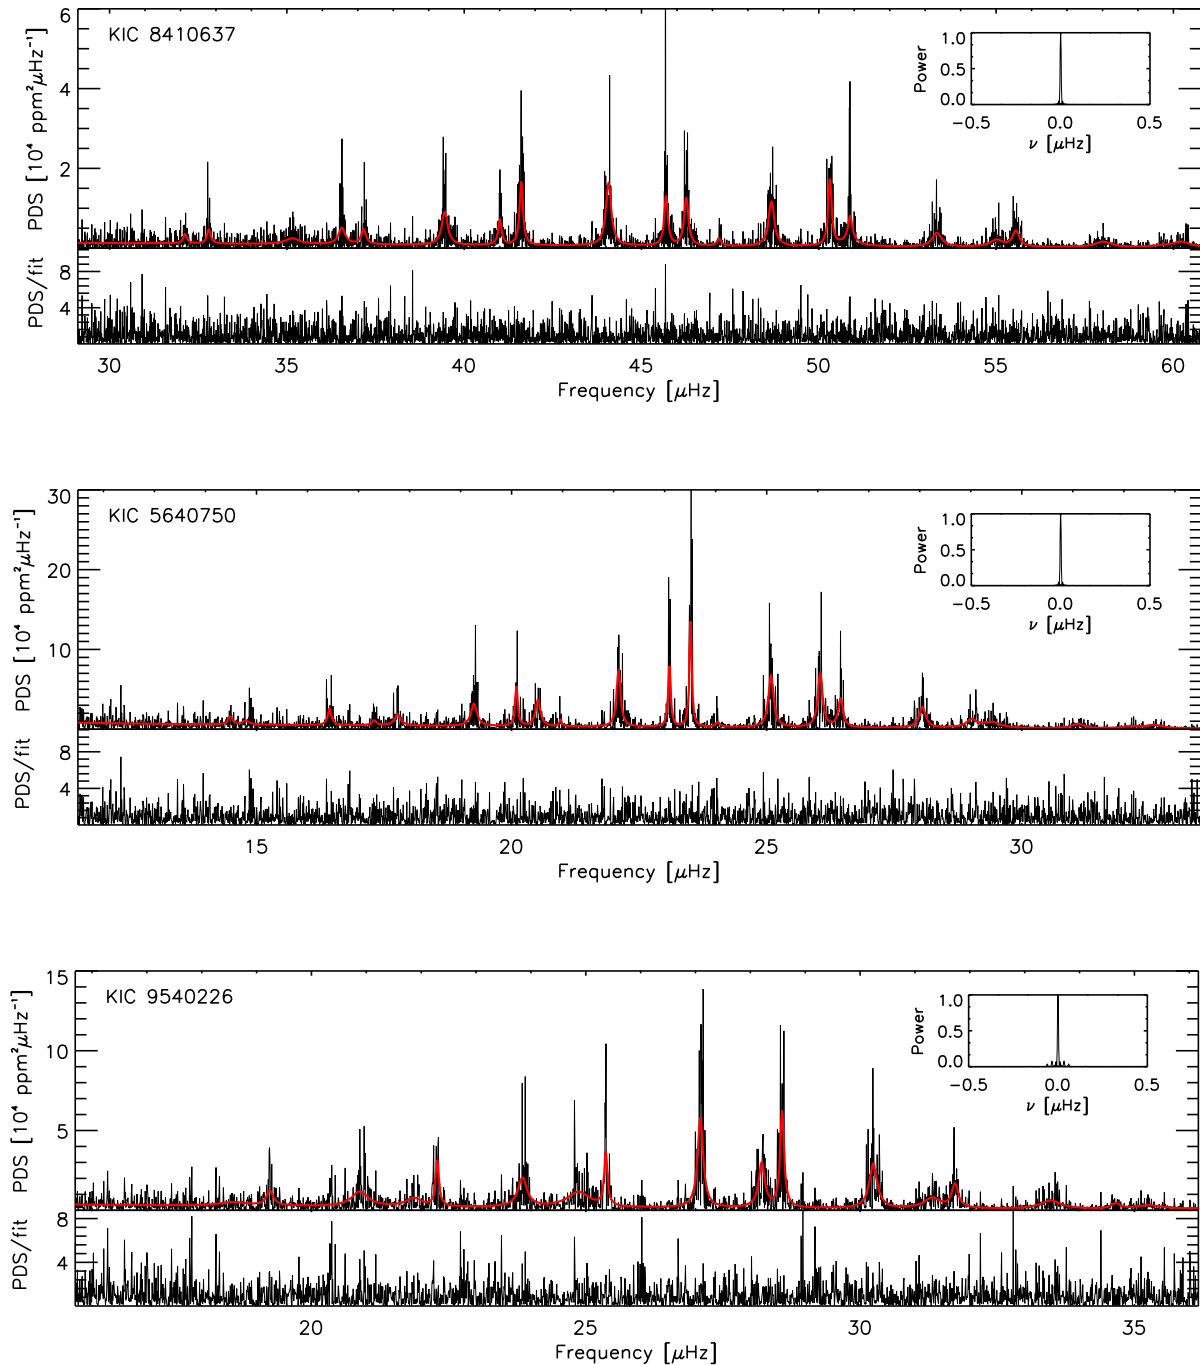 KIC 8410637
PDS [10⁴ ppm²μHz⁻¹]
6
4
2
Power
1.0
0.5
0.0
−0.5 0.0 0.5
ν [μHz]
PDS/fit
8
4
30 35 40 45 50 55 60
Frequency [μHz]
KIC 5640750
PDS [10⁴ ppm²μHz⁻¹]
30
20
10
Power
1.0
0.5
0.0
−0.5 0.0 0.5
ν [μHz]
PDS/fit
8
4
15 20 25 30
Frequency [μHz]
KIC 9540226
PDS [10⁴ ppm²μHz⁻¹]
15
10
5
Power
1.0
0.5
0.0
−0.5 0.0 0.5
ν [μHz]
PDS/fit
8
4
20 25 30 35
Frequency [μHz]